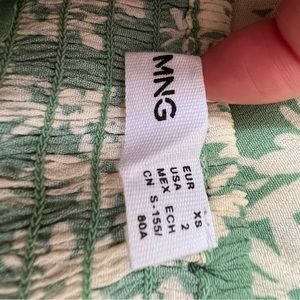 MNG
EUR XS
USA 2
MEX ECH
CN S-155/
80A